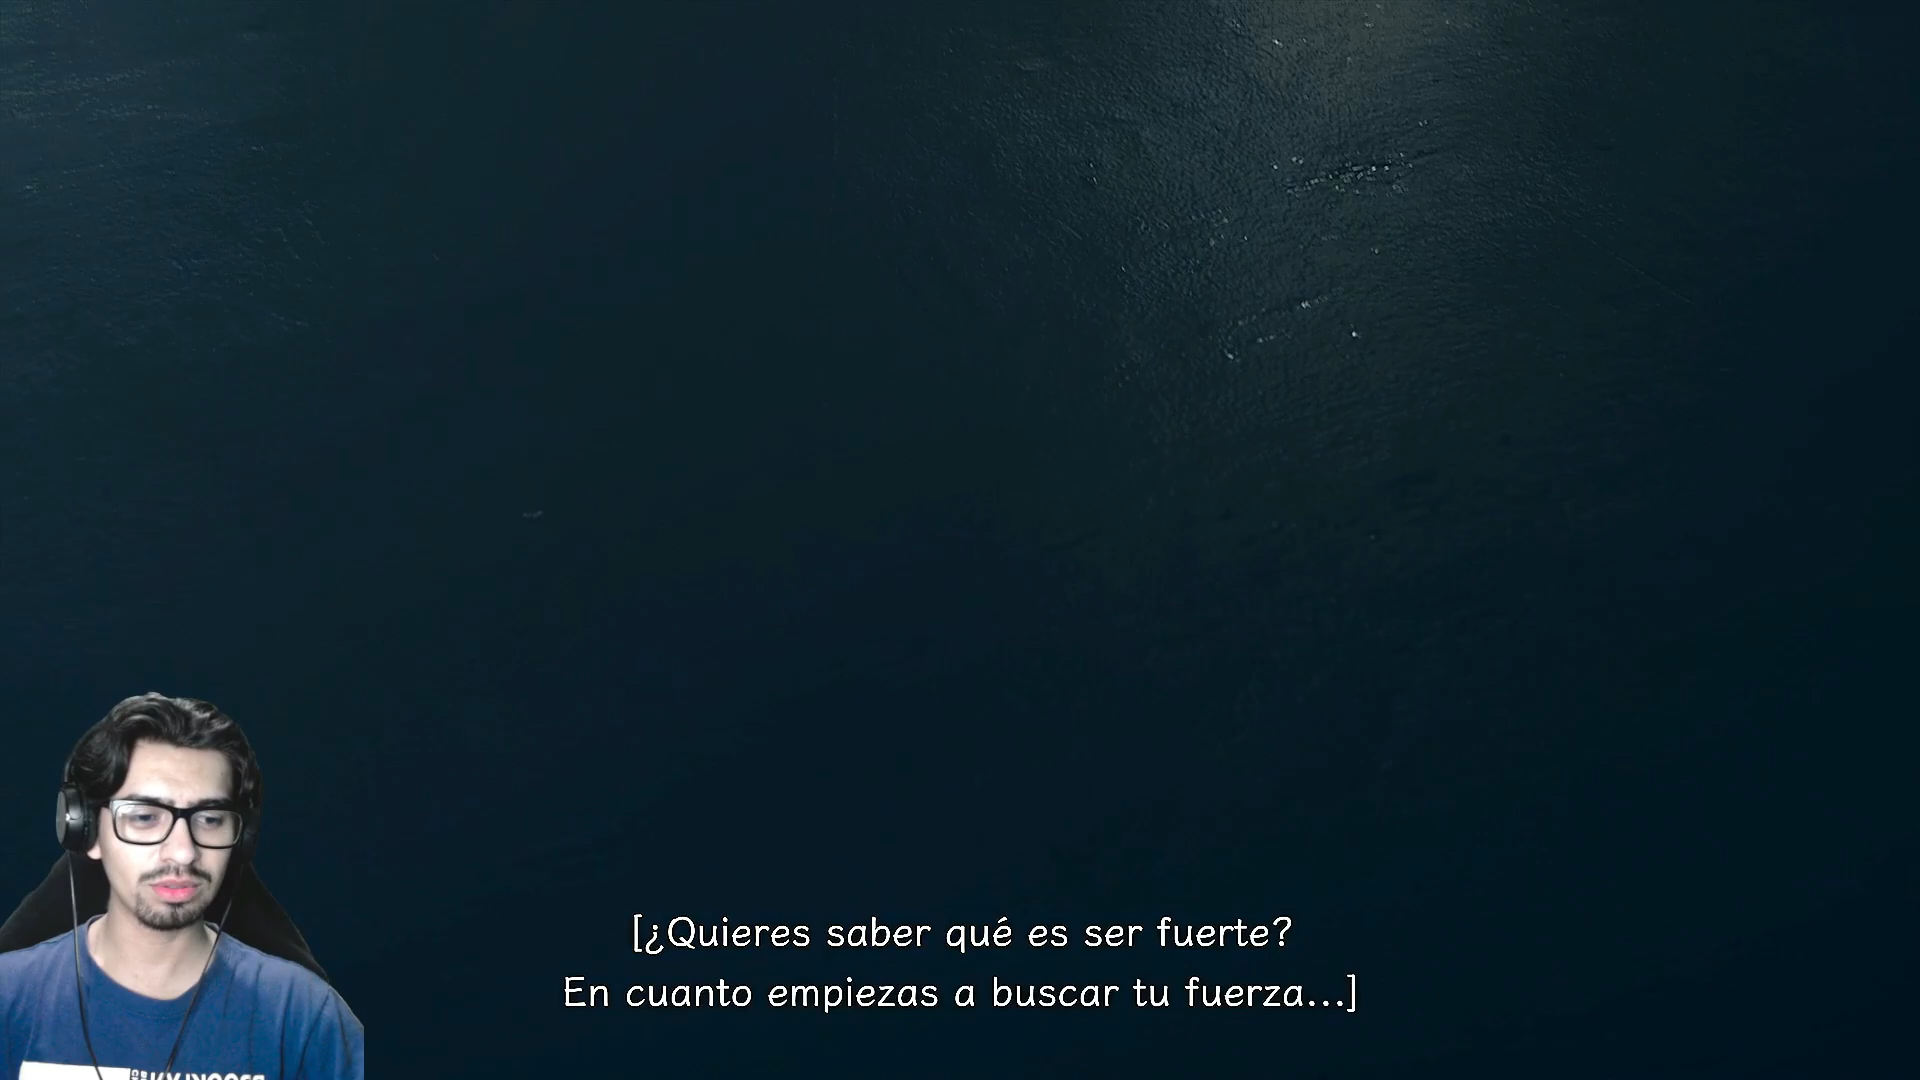 [¿Quieres saber qué es ser fuerte?
En cuanto empiezas a buscar tu fuerza...]